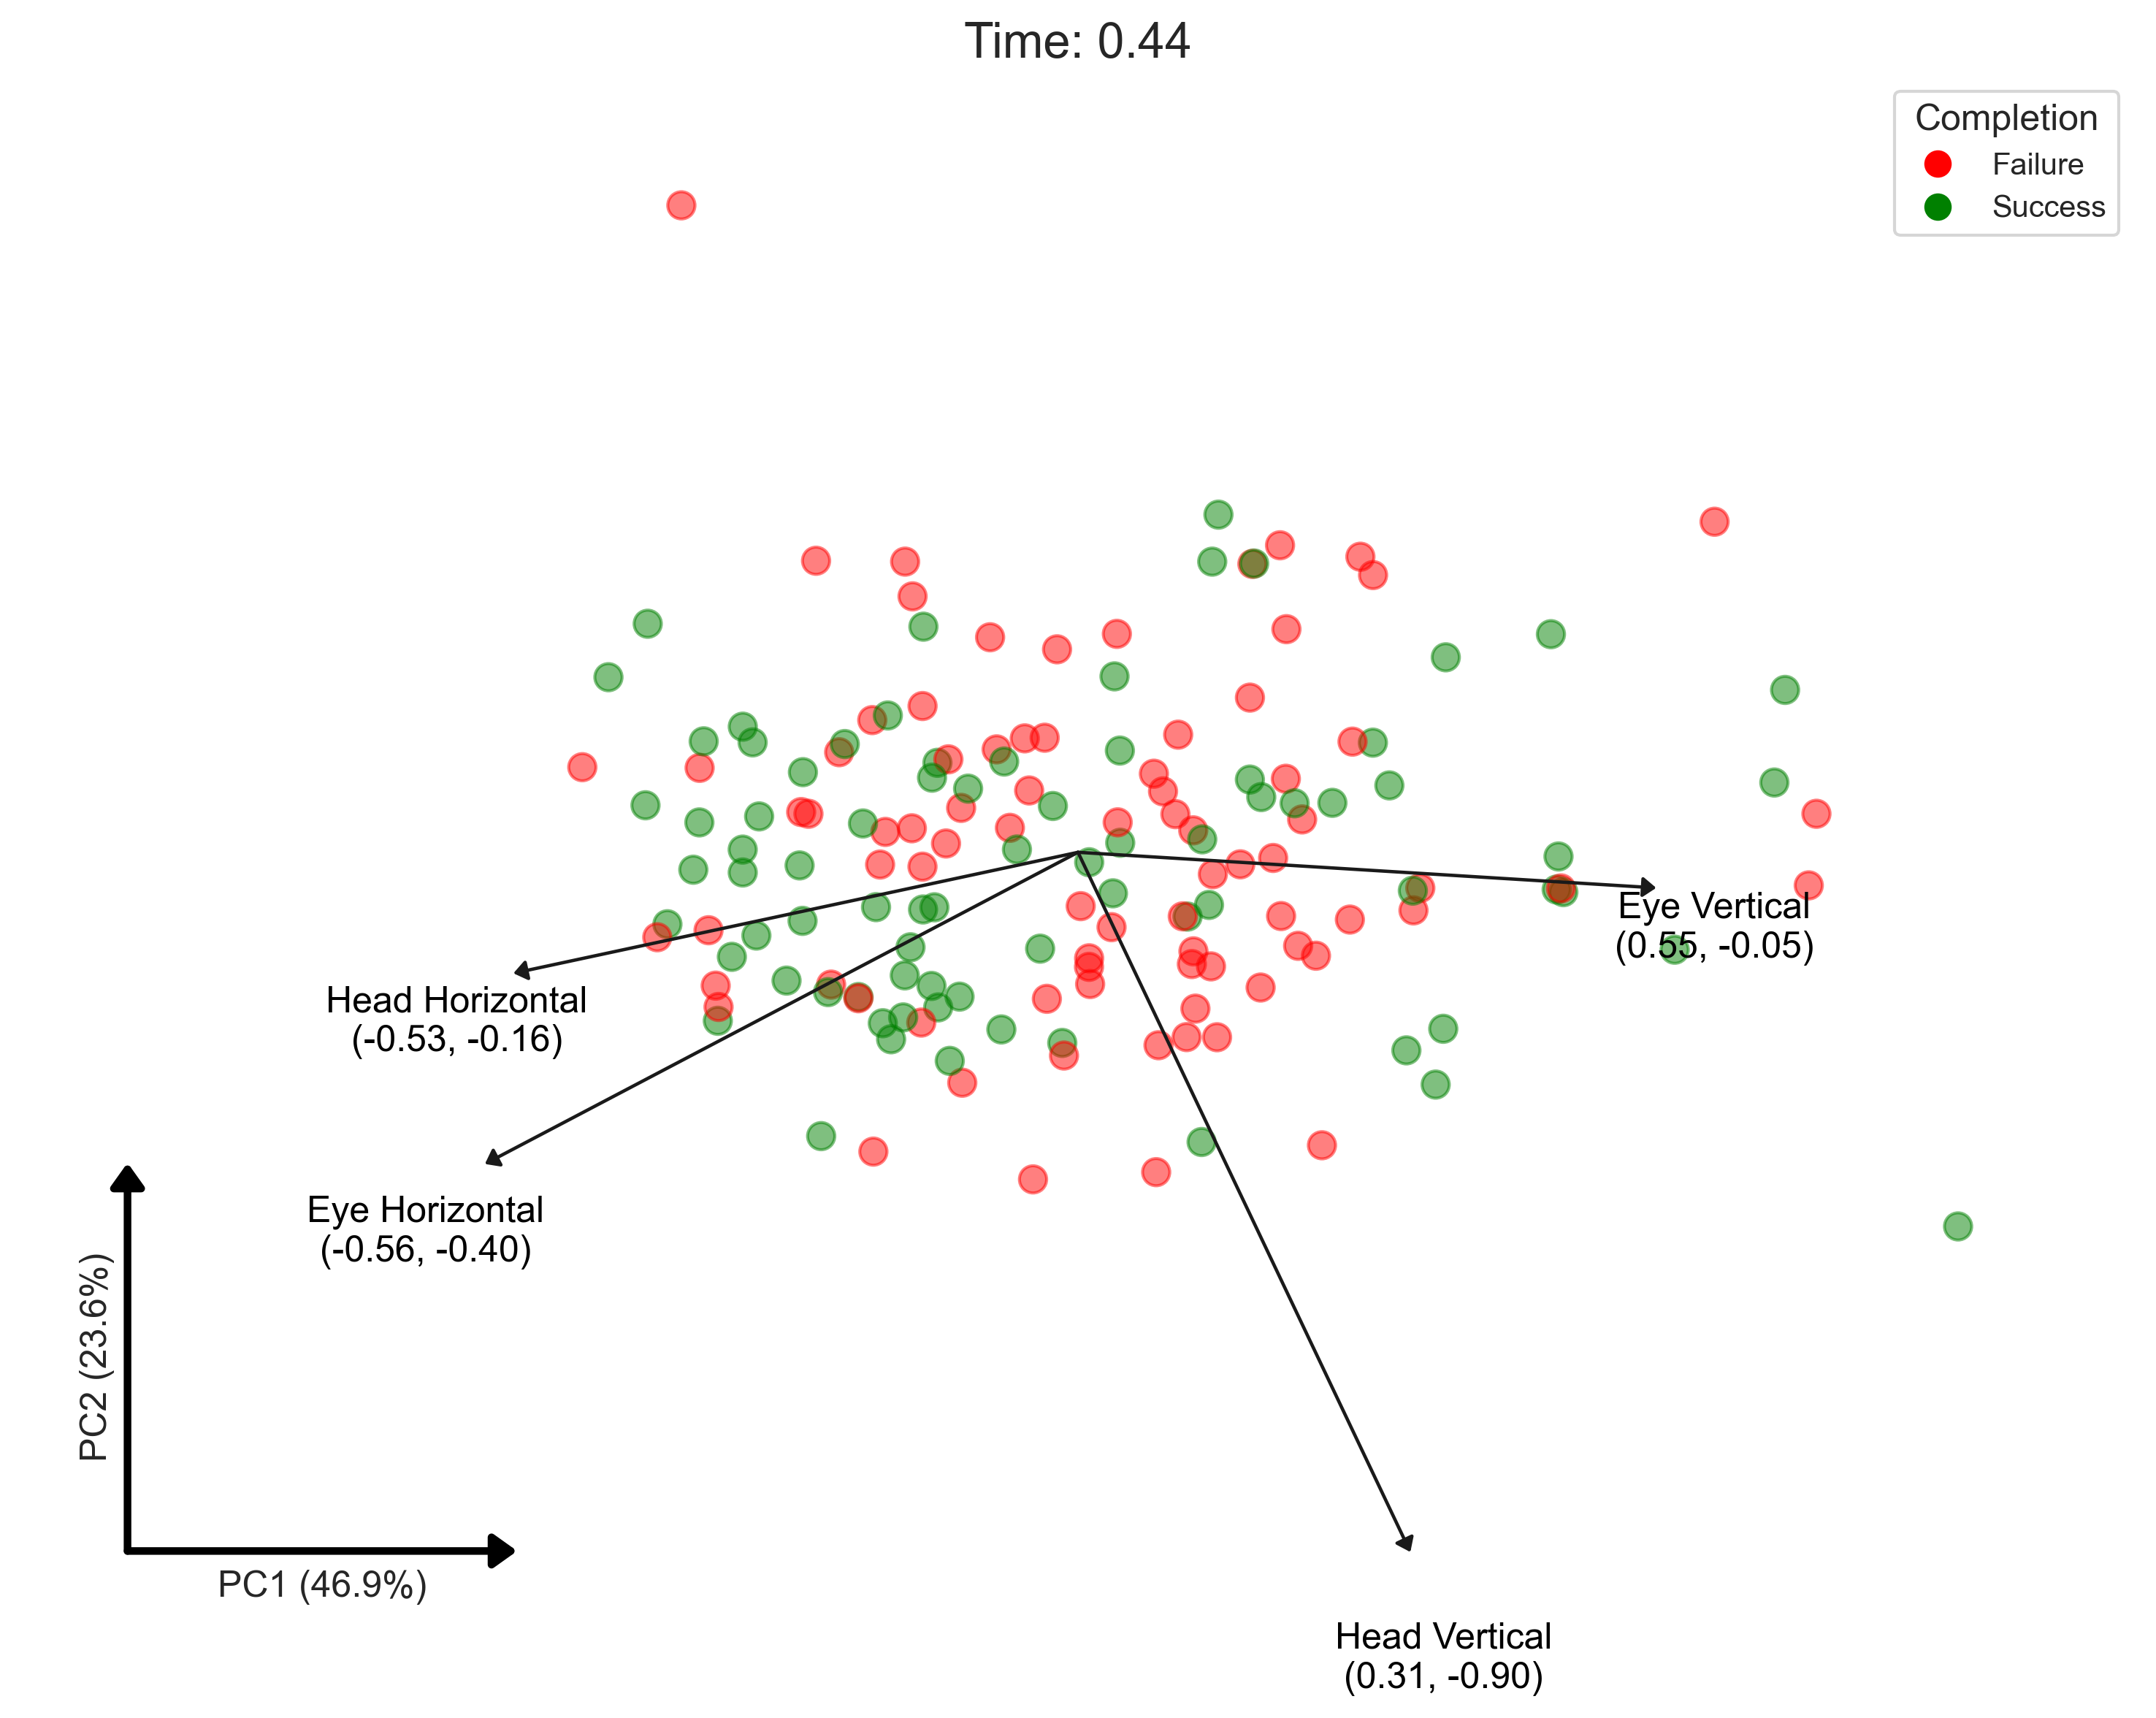 Time: 0.44
Completion
Failure
Success
Eye Vertical
(0.55, -0.05)
Head Horizontal
(-0.53, -0.16)
Eye Horizontal
(-0.56, -0.40)
PC2 (23.6%)
PC1 (46.9%)
Head Vertical
(0.31, -0.90)